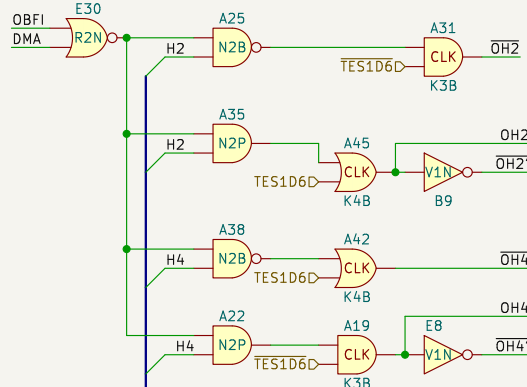 E30
OBFI
DMA
R2N
A25
H2
N2B
A31
TES1D6
CLK
K3B
OH2
A35
H2
N2P
A45
TES1D6
CLK
K4B
OH2
V1N
OH2
B9
A38
H4
N2B
A42
TES1D6
CLK
K4B
OH4
A22
H4
N2P
A19
TES1D6
CLK
K3B
OH4
E8
V1N
OH4